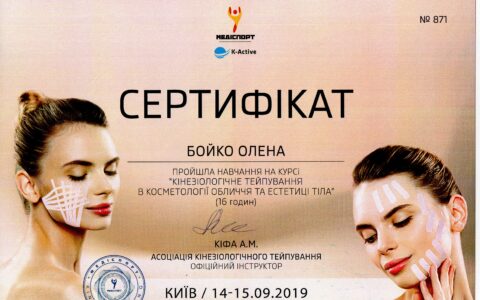 № 871
МЕДІСПОРТ
K-Active
СЕРТИФІКАТ
БОЙКО ОЛЕНА
ПРОЙШЛА НАВЧАННЯ НА КУРСІ
"КІНЕЗІОЛОГІЧНЕ ТЕЙПУВАННЯ
В КОСМЕТОЛОГІЇ ОБЛИЧЧЯ ТА ЕСТЕТИЦІ ТІЛА"
(16 годин)
КІФА А.М.
АСОЦІАЦІЯ КІНЕЗІОЛОГІЧНОГО ТЕЙПУВАННЯ
ОФІЦІЙНИЙ ІНСТРУКТОР
КИЇВ / 14-15.09.2019